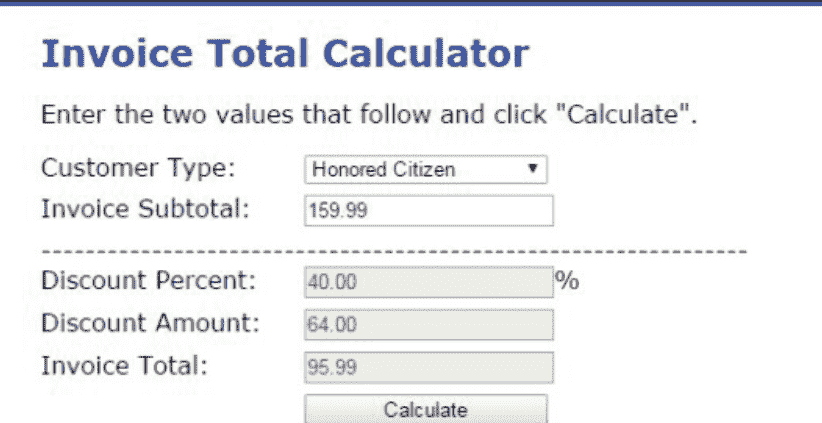 Invoice Total Calculator
Enter the two values that follow and click "Calculate".
Customer Type: Honored Citizen ▼
Invoice Subtotal: 159.99
--------------------------------------------------------------------------------
Discount Percent: 40.00 %
Discount Amount: 64.00
Invoice Total: 95.99
Calculate